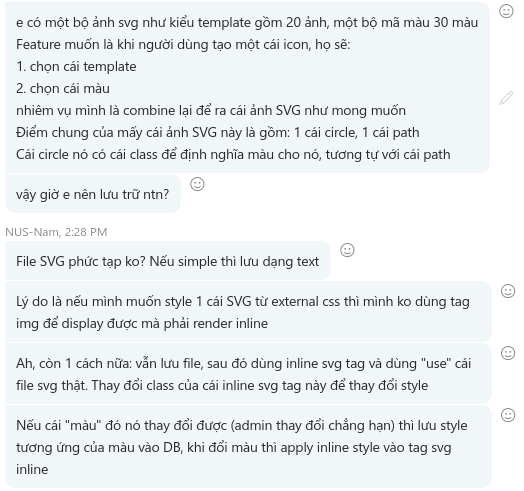 e có một bộ ảnh svg như kiểu template gồm 20 ảnh, một bộ mã màu 30 màu
Feature muốn là khi người dùng tạo một cái icon, họ sẽ:
1. chọn cái template
2. chọn cái màu
nhiêm vụ mình là combine lại để ra cái ảnh SVG như mong muốn
Điểm chung của mấy cái ảnh SVG này là gồm: 1 cái circle, 1 cái path
Cái circle nó có cái class để định nghĩa màu cho nó, tương tự với cái path
vậy giờ e nên lưu trữ ntn?
NUS-Nam, 2:28 PM
File SVG phức tạp ko? Nếu simple thì lưu dạng text
Lý do là nếu mình muốn style 1 cái SVG từ external css thì mình ko dùng tag
img để display được mà phải render inline
Ah, còn 1 cách nữa: vẫn lưu file, sau đó dùng inline svg tag và dùng "use" cái
file svg thật. Thay đổi class của cái inline svg tag này để thay đổi style
Nếu cái "màu" đó nó thay đổi được (admin thay đổi chẳng hạn) thì lưu style
tương ứng của màu vào DB, khi đổi màu thì apply inline style vào tag svg
inline